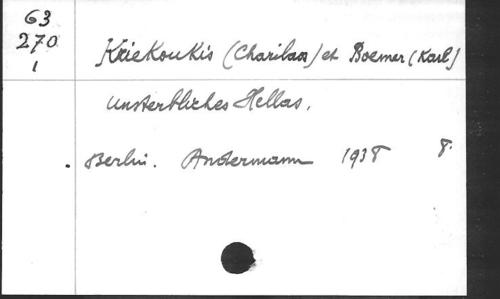 63
270
1
Kriekoukis (Charilaos) et Boemer (Karl)
Unsterbliches Hellas.
Berlin. Andermann 1938 8.